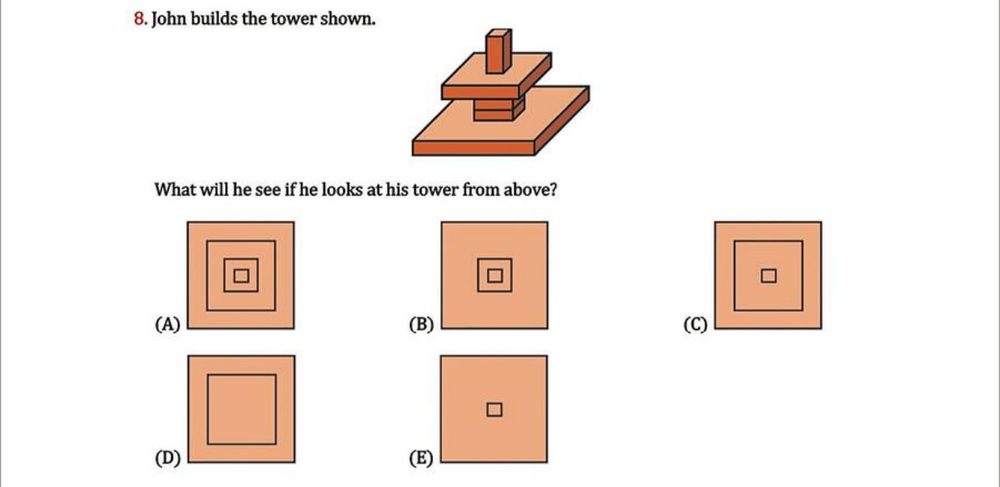 8. John builds the tower shown.
What will he see if he looks at his tower from above?
(A)
(B)
(C)
(D)
(E)